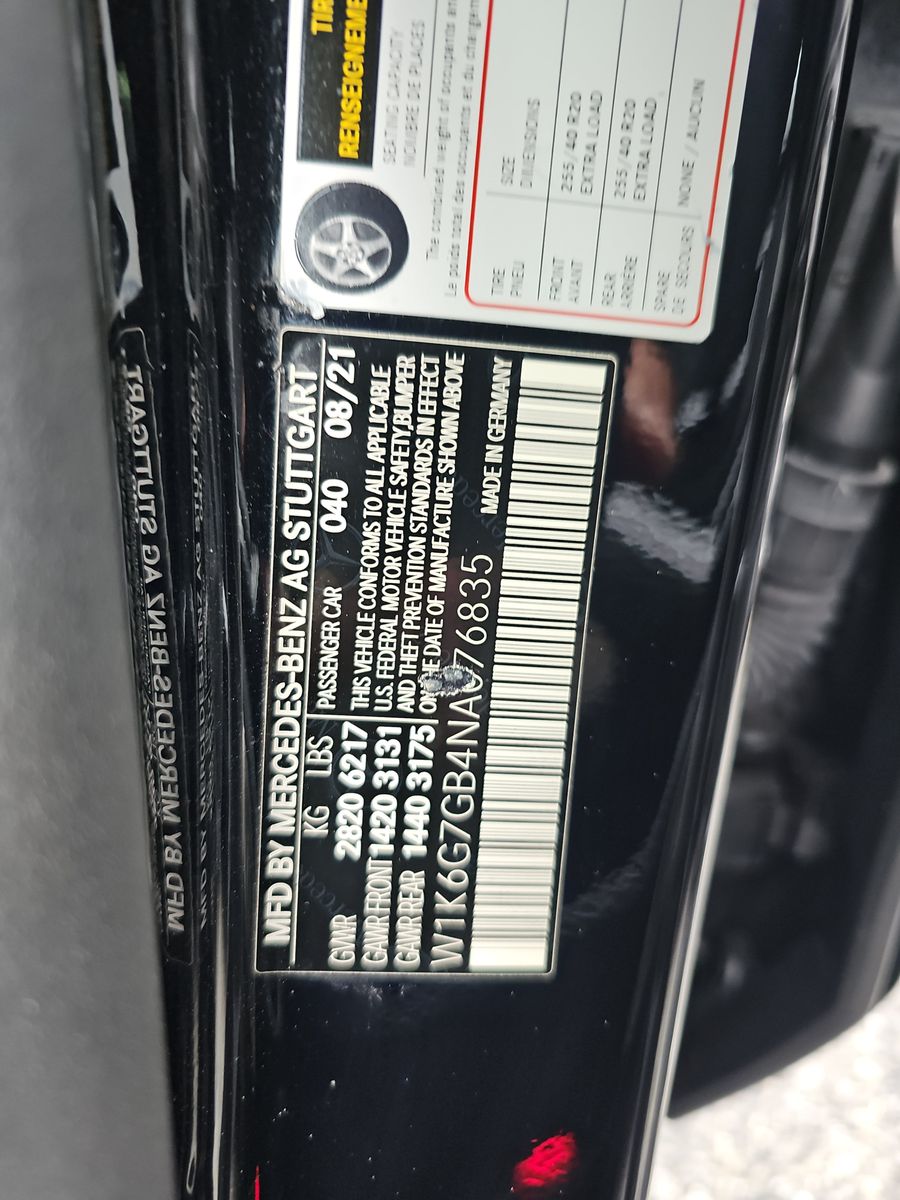 MFD BY MERCEDES-BENZ AG STUTTGART
KG LBS PASSENGER CAR 040 08/21
GVWR 2820 6217
GAWR FRONT 1420 3131
GAWR REAR 1440 3175
THIS VEHICLE CONFORMS TO ALL APPLICABLE
U.S. FEDERAL MOTOR VEHICLE SAFETY,BUMPER
AND THEFT PREVENTION STANDARDS IN EFFECT
ON THE DATE OF MANUFACTURE SHOWN ABOVE
W1K6G7GB4NA076835 MADE IN GERMANY
TIR
RENSEIGNEME
SEATING CAPACITY
NOMBRE DE PLACES
The combined weight of occupants an
Le poids total des occupants et du chargem
TIRE SIZE
PNEU DIMENSIONS
FRONT 255/40 R20
AVANT EXTRA LOAD
REAR 255/40 R20
ARRIÈRE EXTRA LOAD
SPARE NONE / AUCUN
DE SECOURS
MFD BY MERCEDES-BENZ AG STUTTGART